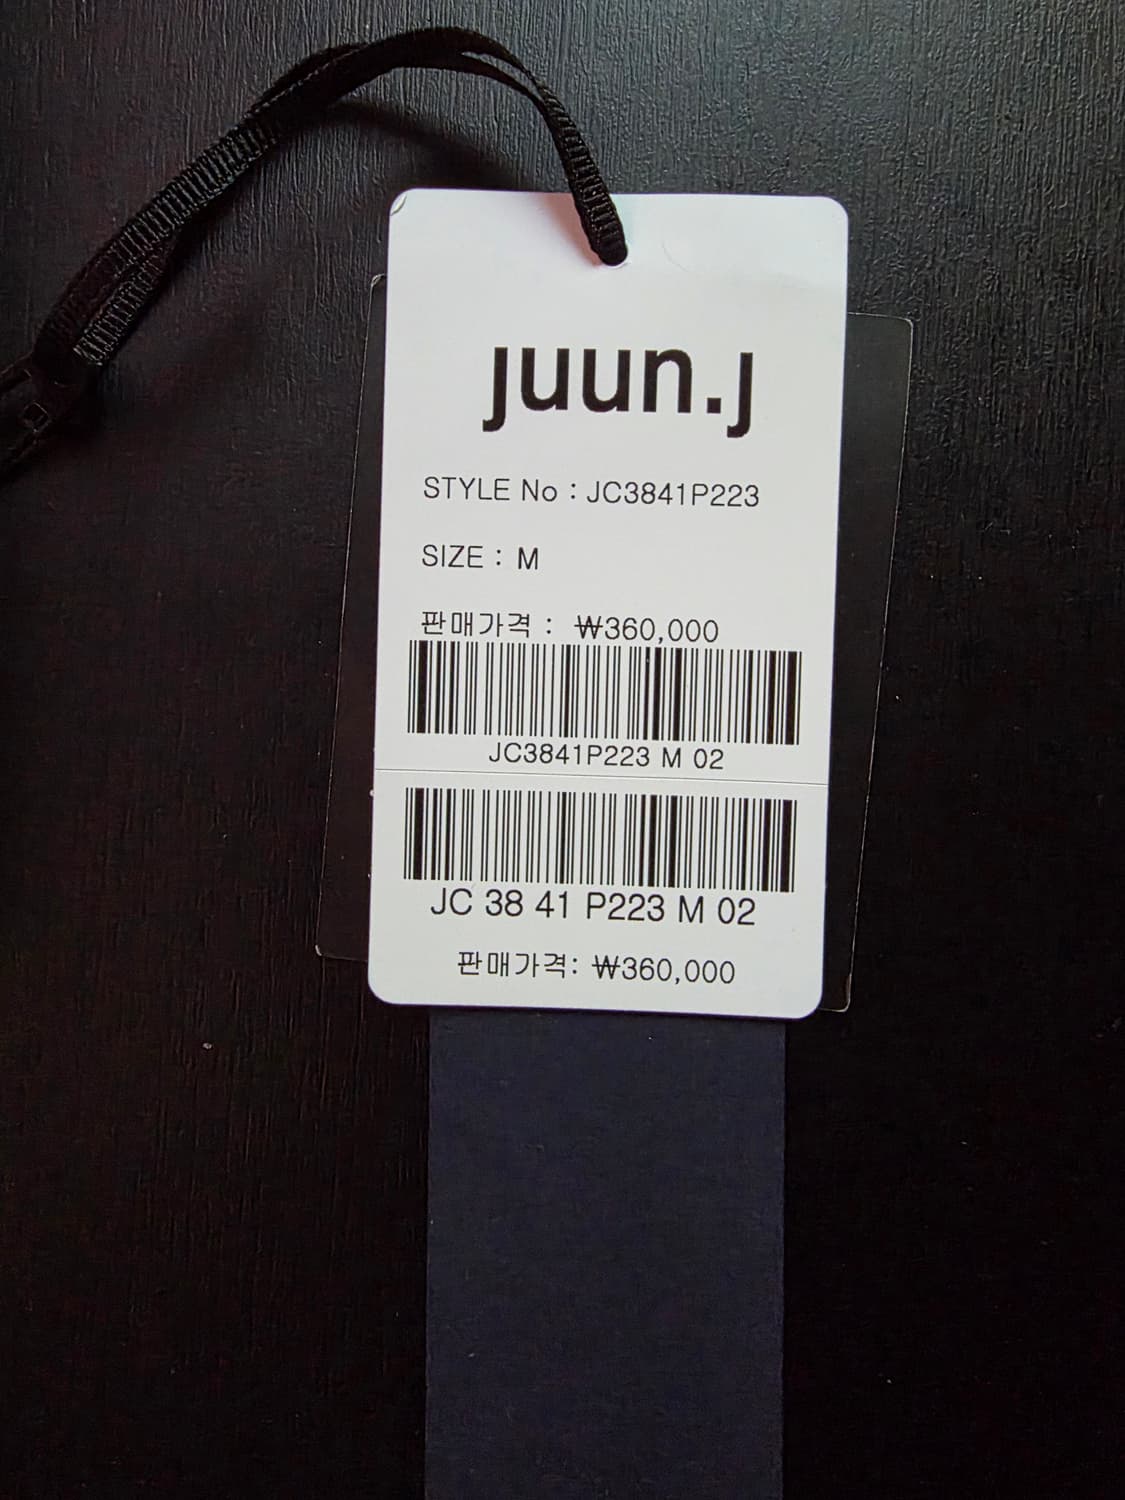 juun.j
STYLE No : JC3841P223
SIZE : M
판매가격 : ₩360,000
JC3841P223 M 02
JC 38 41 P223 M 02
판매가격: ₩360,000